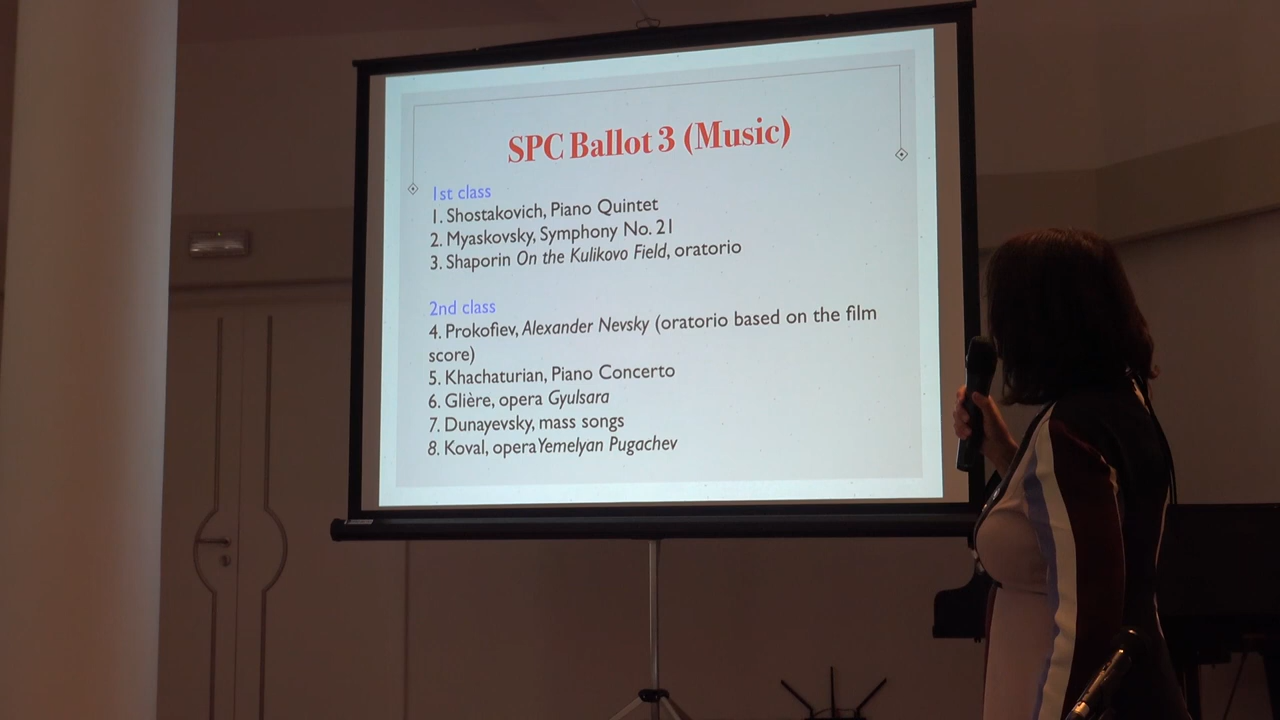 SPC Ballot 3 (Music)
1st class
1. Shostakovich, Piano Quintet
2. Myaskovsky, Symphony No. 21
3. Shaporin On the Kulikovo Field, oratorio
2nd class
4. Prokofiev, Alexander Nevsky (oratorio based on the film
score)
5. Khachaturian, Piano Concerto
6. Glière, opera Gyulsara
7. Dunayevsky, mass songs
8. Koval, opera Yemelyan Pugachev